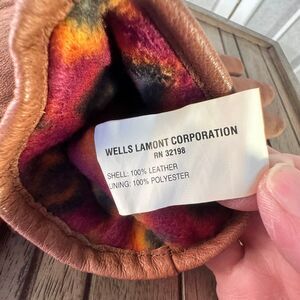 WELLS LAMONT CORPORATION
RN 32198
SHELL: 100% LEATHER
LINING: 100% POLYESTER